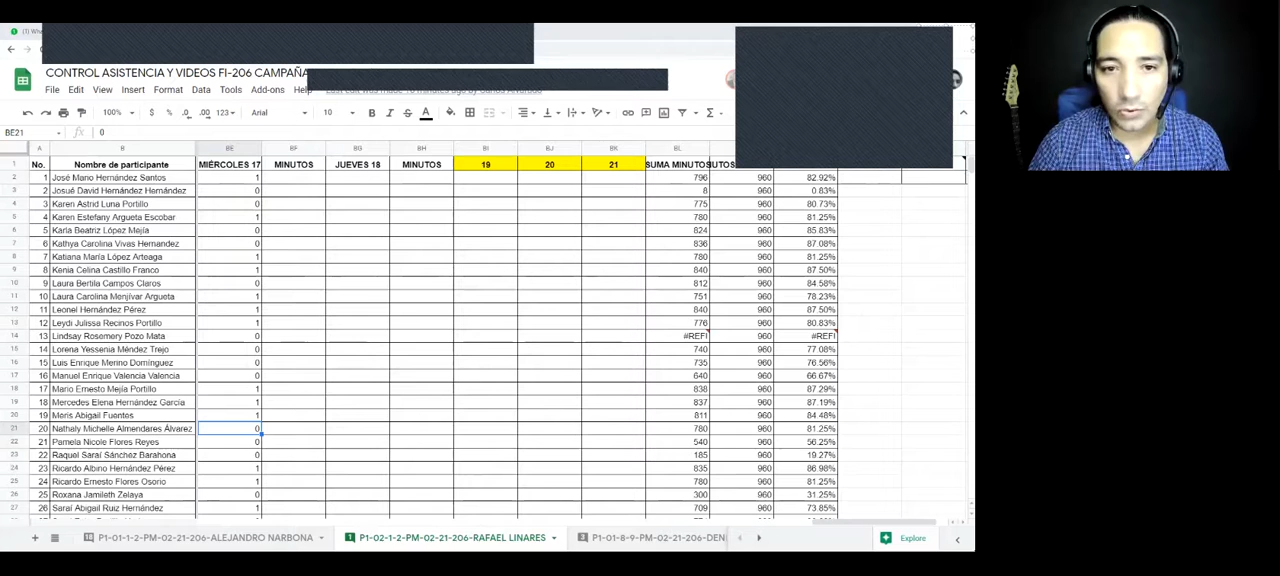 CONTROL ASISTENCIA Y VIDEOS FI-206 CAMPAÑA
File Edit View Insert Format Data Tools Add-ons Help
100% $ % .0 .00 123 Arial 10 B I S A
BE21 fx 0
A B BE BF BG BH BI BJ BK BL
1 No. Nombre de participante MIÉRCOLES 17 MINUTOS JUEVES 18 MINUTOS 19 20 21 SUMA MINUTOS UTOS
2 1 José Mario Hernández Santos 1 796 960 82.92%
3 2 Josué David Hernández Hernández 0 8 960 0.83%
4 3 Karen Astrid Luna Portillo 0 775 960 80.73%
5 4 Karen Estefany Argueta Escobar 1 780 960 81.25%
6 5 Karla Beatriz López Mejía 0 824 960 85.83%
7 6 Kathya Carolina Vivas Hernandez 0 836 960 87.08%
8 7 Katiana María López Arteaga 1 780 960 81.25%
9 8 Kenia Celina Castillo Franco 1 840 960 87.50%
10 9 Laura Bertila Campos Claros 0 812 960 84.58%
11 10 Laura Carolina Menjívar Argueta 1 751 960 78.23%
12 11 Leonel Hernández Pérez 1 840 960 87.50%
13 12 Leydi Julissa Recinos Portillo 1 776 960 80.83%
14 13 Lindsay Rosemery Pozo Mata 0 #REF! 960 #REF!
15 14 Lorena Yessenia Méndez Trejo 0 740 960 77.08%
16 15 Luis Enrique Merino Domínguez 0 735 960 76.56%
17 16 Manuel Enrique Valencia Valencia 0 640 960 66.67%
18 17 Mario Ernesto Mejía Portillo 1 838 960 87.29%
19 18 Mercedes Elena Hernández García 1 837 960 87.19%
20 19 Meris Abigail Fuentes 1 811 960 84.48%
21 20 Nathaly Michelle Almendares Álvarez 0 780 960 81.25%
22 21 Pamela Nicole Flores Reyes 0 540 960 56.25%
23 22 Raquel Saraí Sánchez Barahona 0 185 960 19.27%
24 23 Ricardo Albino Hernández Pérez 1 835 960 86.98%
25 24 Ricardo Ernesto Flores Osorio 1 780 960 81.25%
26 25 Roxana Jamileth Zelaya 0 300 960 31.25%
27 26 Saraí Abigail Ruiz Hernández 1 709 960 73.85%
P1-01-1-2-PM-02-21-206-ALEJANDRO NARBONA 1 P1-02-1-2-PM-02-21-206-RAFAEL LINARES 3 P1-01-8-9-PM-02-21-206-DEN Explore